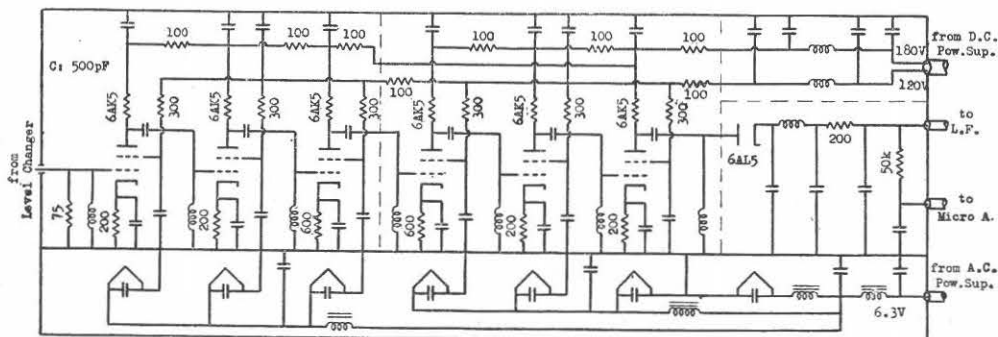 100
100
100
100
100
100
from D.C.
Pow.Sup.
180V
C: 500pF
120V
100
100
6AK5
300
6AK5
300
6AK5
300
6AK5
300
6AK5
300
6AK5
300
to
L.F.
6AL5
200
50k
from
Level Changer
75
200
200
600
600
200
200
to
Micro A.
from A.C.
Pow.Sup.
6.3V